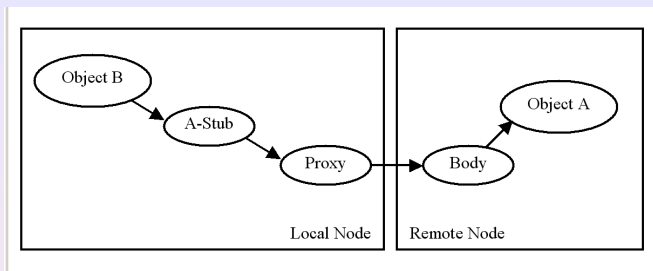 Object B
A-Stub
Proxy
Local Node
Object A
Body
Remote Node